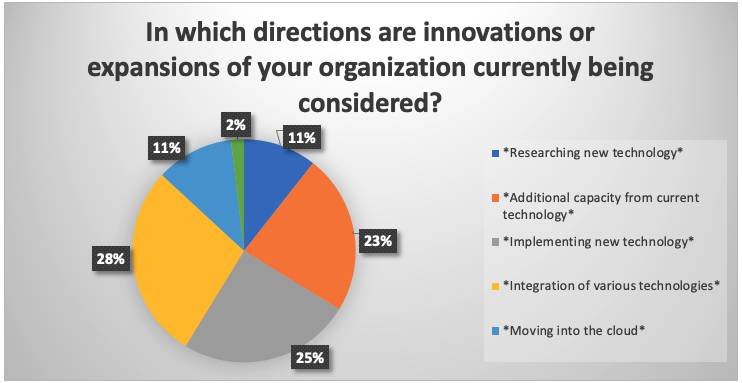 In which directions are innovations or
expansions of your organization currently being
considered?
2%
11%
11%
*Researching new technology*
*Additional capacity from current
technology*
23%
*Implementing new technology*
28%
*Integration of various technologies*
*Moving into the cloud*
25%